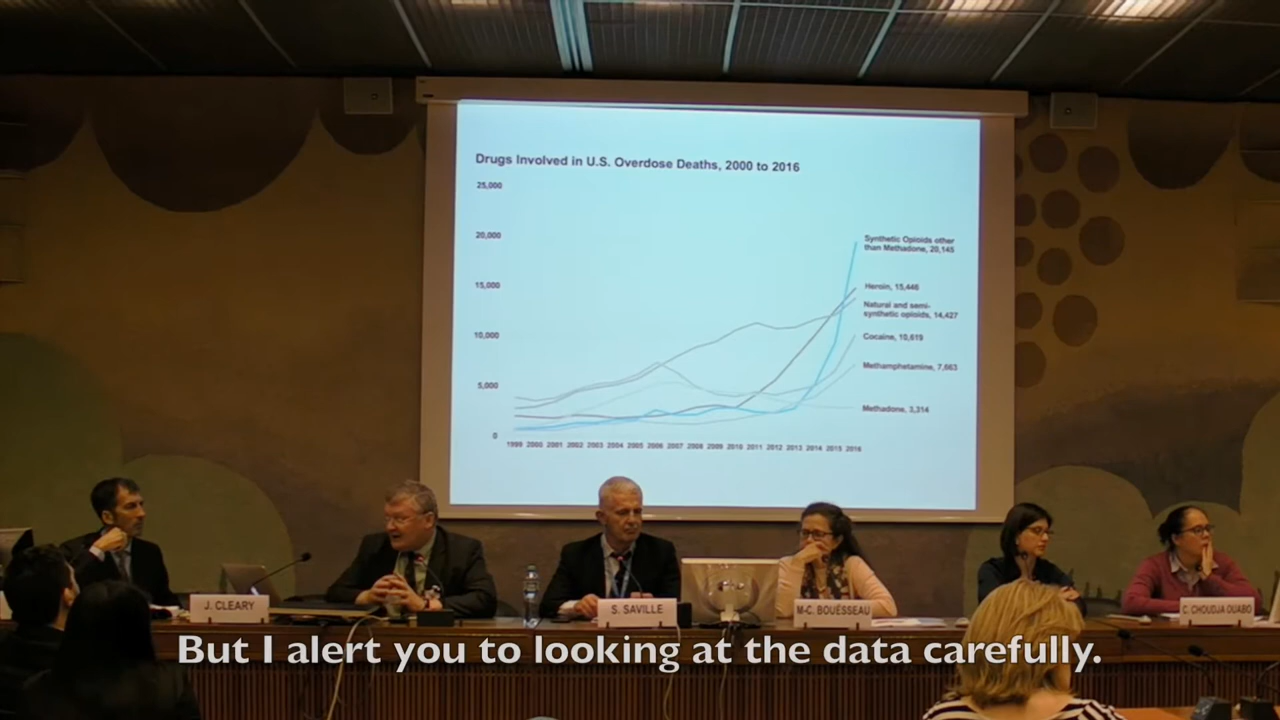 Drugs Involved in U.S. Overdose Deaths, 2000 to 2016
25,000
20,000
15,000
10,000
5,000
0
1999 2000 2001 2002 2003 2004 2005 2006 2007 2008 2009 2010 2011 2012 2013 2014 2015 2016
Synthetic Opioids other
than Methadone, 20,145
Heroin, 15,446
Natural and semi-
synthetic opioids, 14,427
Cocaine, 10,619
Methamphetamine, 7,663
Methadone, 3,314
J. CLEARY
S. SAVILLE
M-C. BOUËSSEAU
C. CHOUDJA OUABO
But I alert you to looking at the data carefully.